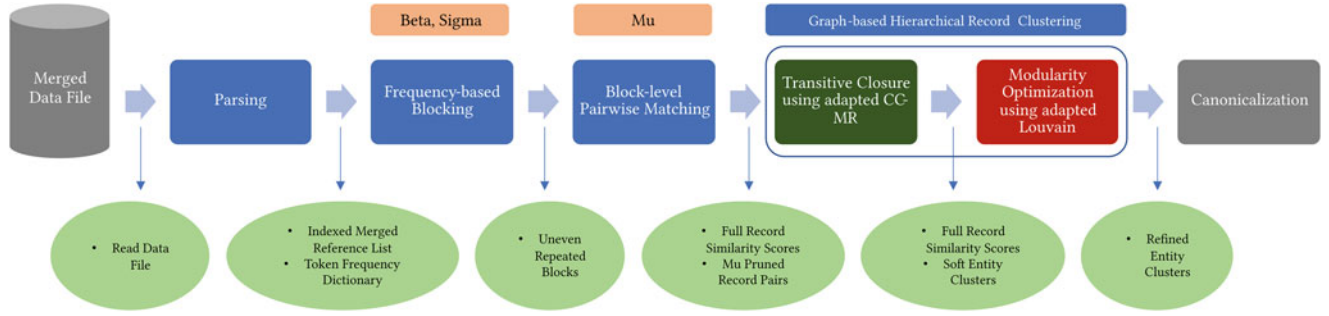 Beta, Sigma
Mu
Graph-based Hierarchical Record Clustering
Merged
Data File
Parsing
Frequency-based
Blocking
Block-level
Pairwise Matching
Transitive Closure
using adapted CC-
MR
Modularity
Optimization
using adapted
Louvain
Canonicalization
• Read Data
File
• Indexed Merged
Reference List
• Token Frequency
Dictionary
• Uneven
Repeated
Blocks
• Full Record
Similarity Scores
• Mu Pruned
Record Pairs
• Full Record
Similarity Scores
• Soft Entity
Clusters
• Refined
Entity
Clusters